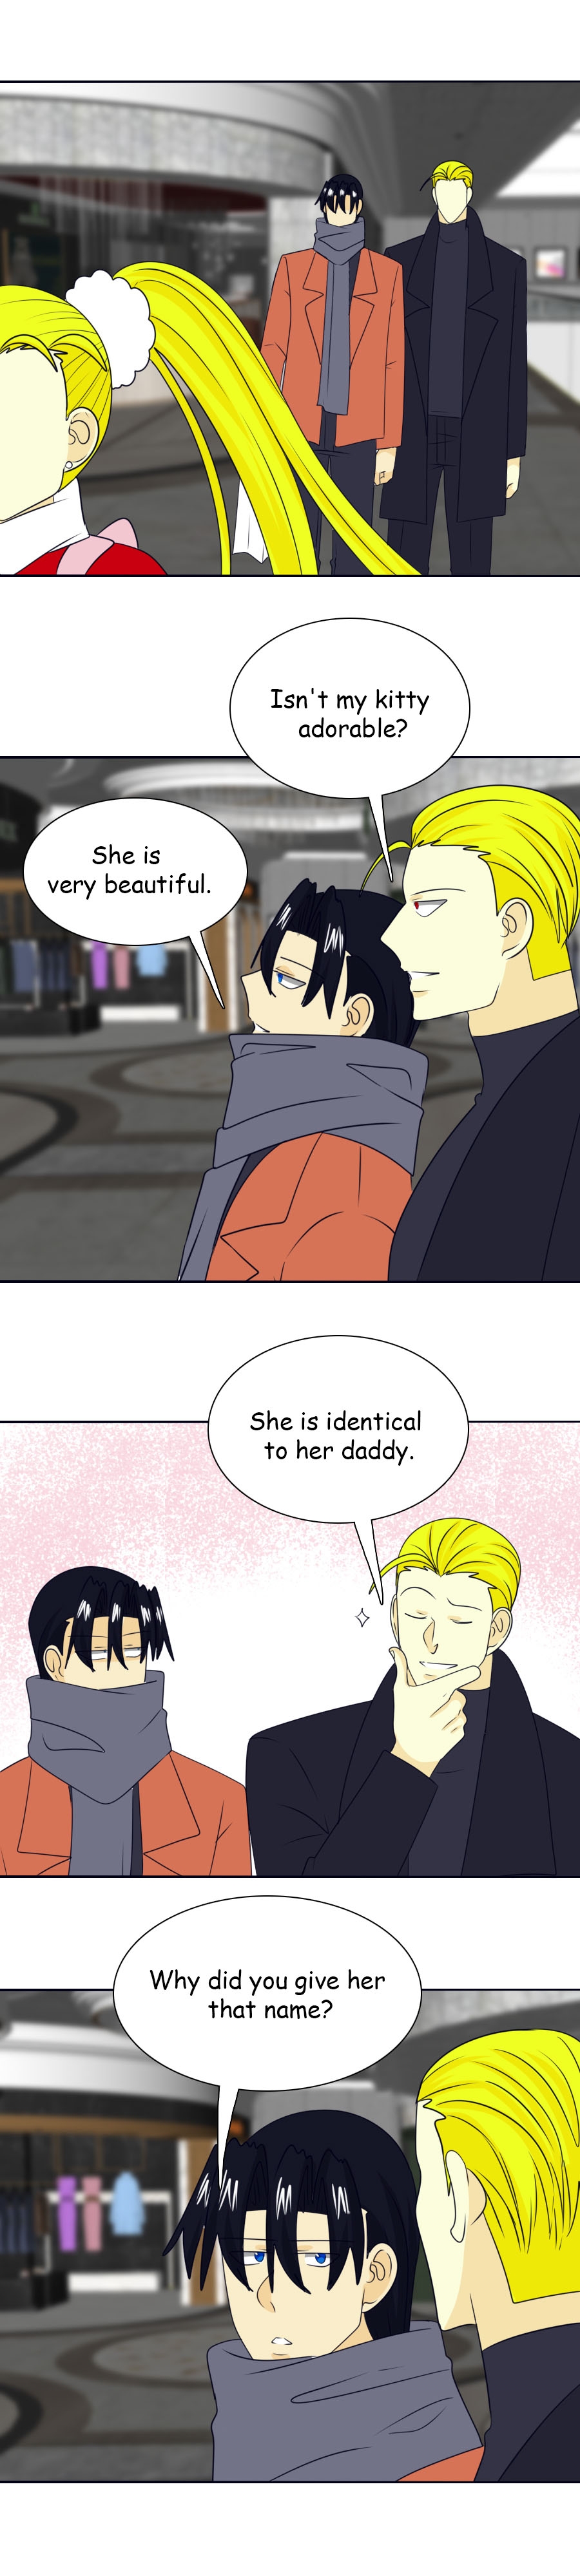 Isn't my kitty
adorable?
She is
very beautiful.
She is identical
to her daddy.
Why did you give her
that name?